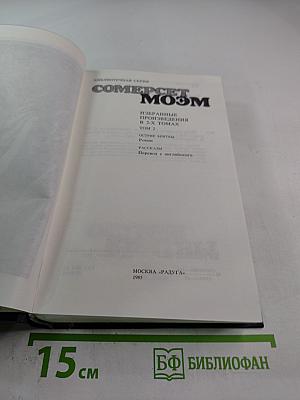 БИБЛИОТЕЧНАЯ СЕРИЯ
СОМЕРСЕТ
МОЭМ
ИЗБРАННЫЕ
ПРОИЗВЕДЕНИЯ
В 2-Х ТОМАХ
ТОМ 2
ОСТРИЕ БРИТВЫ
Роман
РАССКАЗЫ
Перевод с английского
МОСКВА «РАДУГА»
1985
15 СМ
БФ БИБЛИОФАН